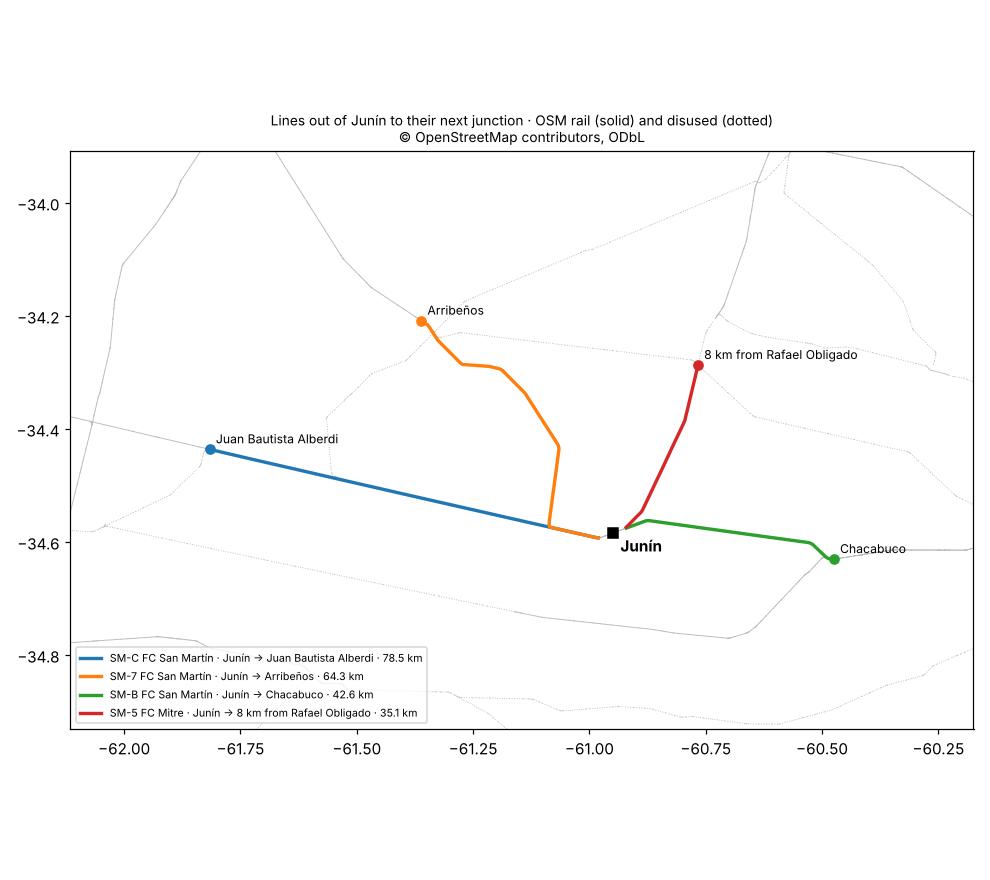 Lines out of Junín to their next junction · OSM rail (solid) and disused (dotted)
© OpenStreetMap contributors, ODbL
−34.0
−34.2
−34.4
−34.6
−34.8
Arribeños
8 km from Rafael Obligado
Juan Bautista Alberdi
Junín
Chacabuco
SM-C FC San Martín · Junín → Juan Bautista Alberdi · 78.5 km
SM-7 FC San Martín · Junín → Arribeños · 64.3 km
SM-B FC San Martín · Junín → Chacabuco · 42.6 km
SM-5 FC Mitre · Junín → 8 km from Rafael Obligado · 35.1 km
−62.00 −61.75 −61.50 −61.25 −61.00 −60.75 −60.50 −60.25